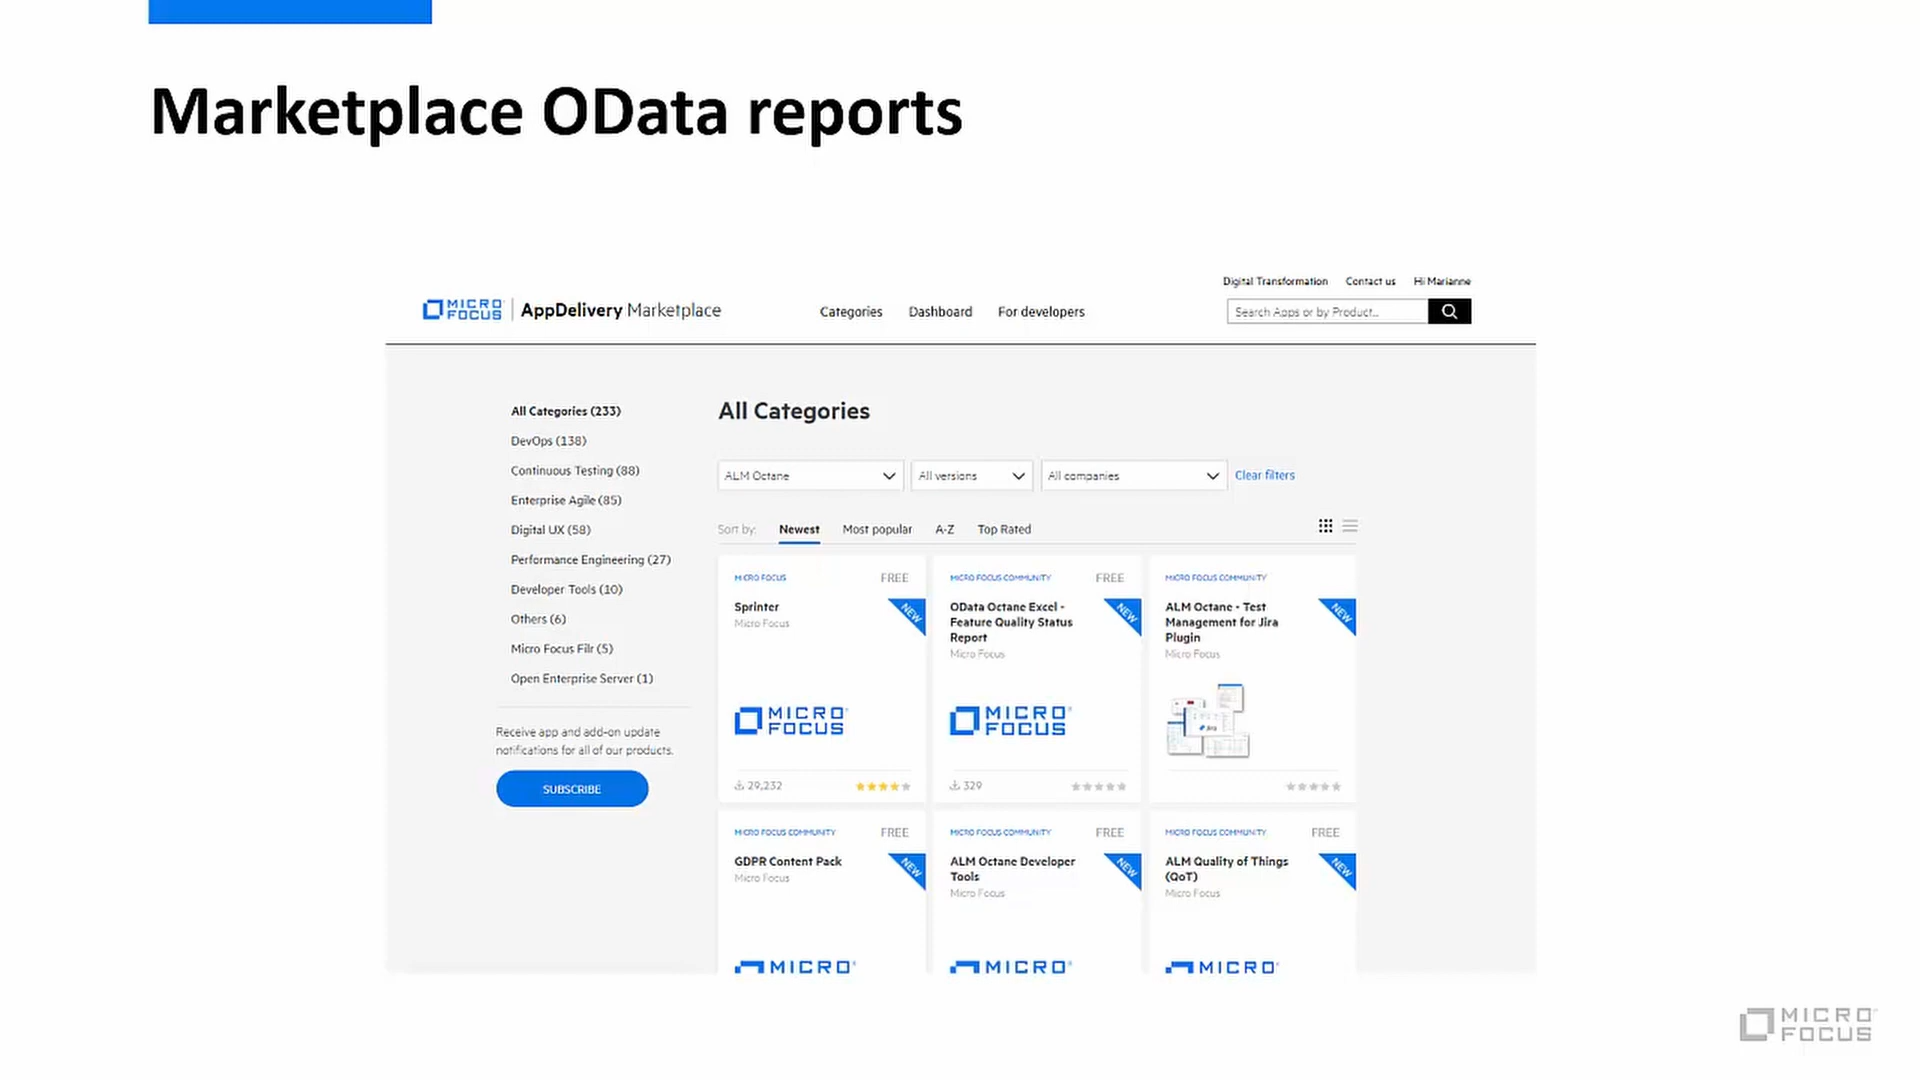 Marketplace OData reports
Digital Transformation Contact us Hi Marianne
MICRO FOCUS AppDelivery Marketplace Categories Dashboard For developers Search Apps or by Product...
All Categories (233)
DevOps (138)
Continuous Testing (88)
Enterprise Agile (85)
Digital UX (58)
Performance Engineering (27)
Developer Tools (10)
Others (6)
Micro Focus Filr (5)
Open Enterprise Server (1)
Receive app and add-on update
notifications for all of our products.
SUBSCRIBE
All Categories
ALM Octane All versions All companies Clear filters
Sort by: Newest Most popular A-Z Top Rated
MICRO FOCUS FREE
NEW
Sprinter
Micro Focus
MICRO
FOCUS
29,232
MICRO FOCUS COMMUNITY FREE
NEW
OData Octane Excel -
Feature Quality Status
Report
Micro Focus
MICRO
FOCUS
329
MICRO FOCUS COMMUNITY
NEW
ALM Octane - Test
Management for Jira
Plugin
Micro Focus
MICRO FOCUS COMMUNITY FREE
NEW
GDPR Content Pack
Micro Focus
MICRO
MICRO FOCUS COMMUNITY FREE
NEW
ALM Octane Developer
Tools
Micro Focus
MICRO
MICRO FOCUS COMMUNITY FREE
NEW
ALM Quality of Things
(QoT)
Micro Focus
MICRO
MICRO
FOCUS